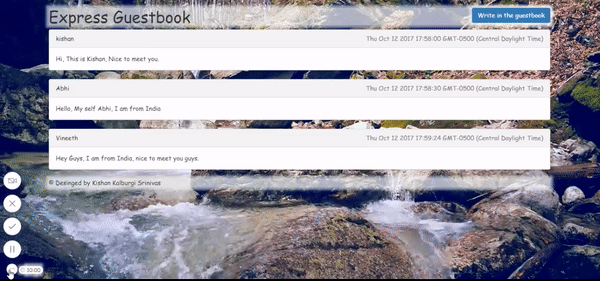 Express Guestbook
Write in the guestbook
kishan Thu Oct 12 2017 17:58:00 GMT-0500 (Central Daylight Time)
Hi, This is Kishan, Nice to meet you.
Abhi Thu Oct 12 2017 17:58:30 GMT-0500 (Central Daylight Time)
Hello, My self Abhi, I am from India
Vineeth Thu Oct 12 2017 17:59:24 GMT-0500 (Central Daylight Time)
Hey Guys, I am from India, nice to meet you guys.
© Desinged by Kishan Kalburgi Srinivas